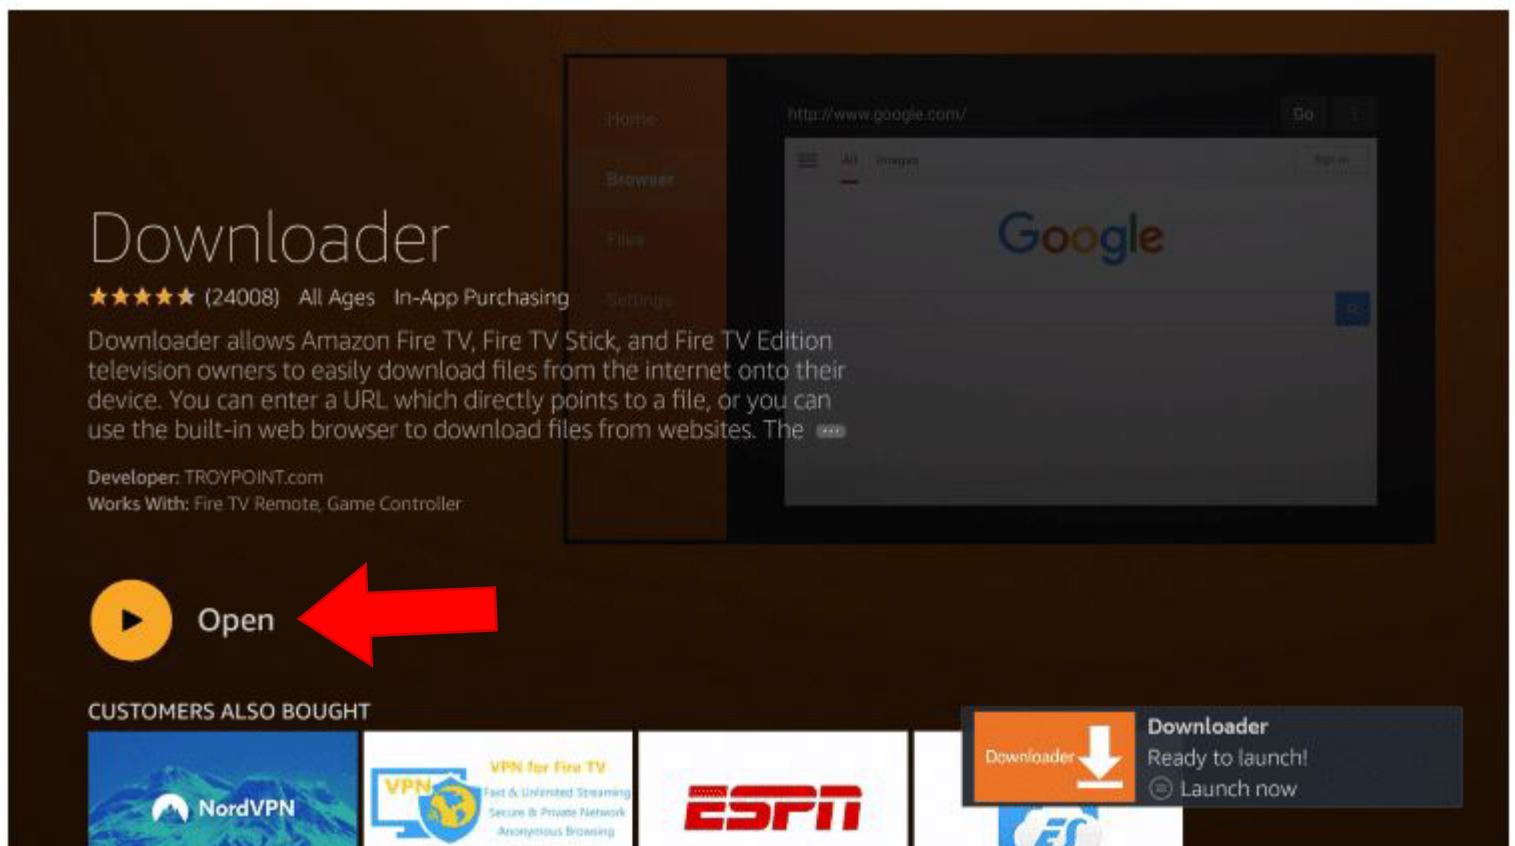 Home
http://www.google.com/
Go
All Images
Sign in
Browser
Google
Files
Settings
Downloader
(24008) All Ages In-App Purchasing
Downloader allows Amazon Fire TV, Fire TV Stick, and Fire TV Edition
television owners to easily download files from the internet onto their
device. You can enter a URL which directly points to a file, or you can
use the built-in web browser to download files from websites. The ...
Developer: TROYPOINT.com
Works With: Fire TV Remote, Game Controller
Open
CUSTOMERS ALSO BOUGHT
NordVPN
VPN
VPN for Fire TV
Fast & Unlimited Streaming
Secure & Private Network
Anonymous Browsing
ESPN
ES
Downloader
Downloader
Ready to launch!
Launch now